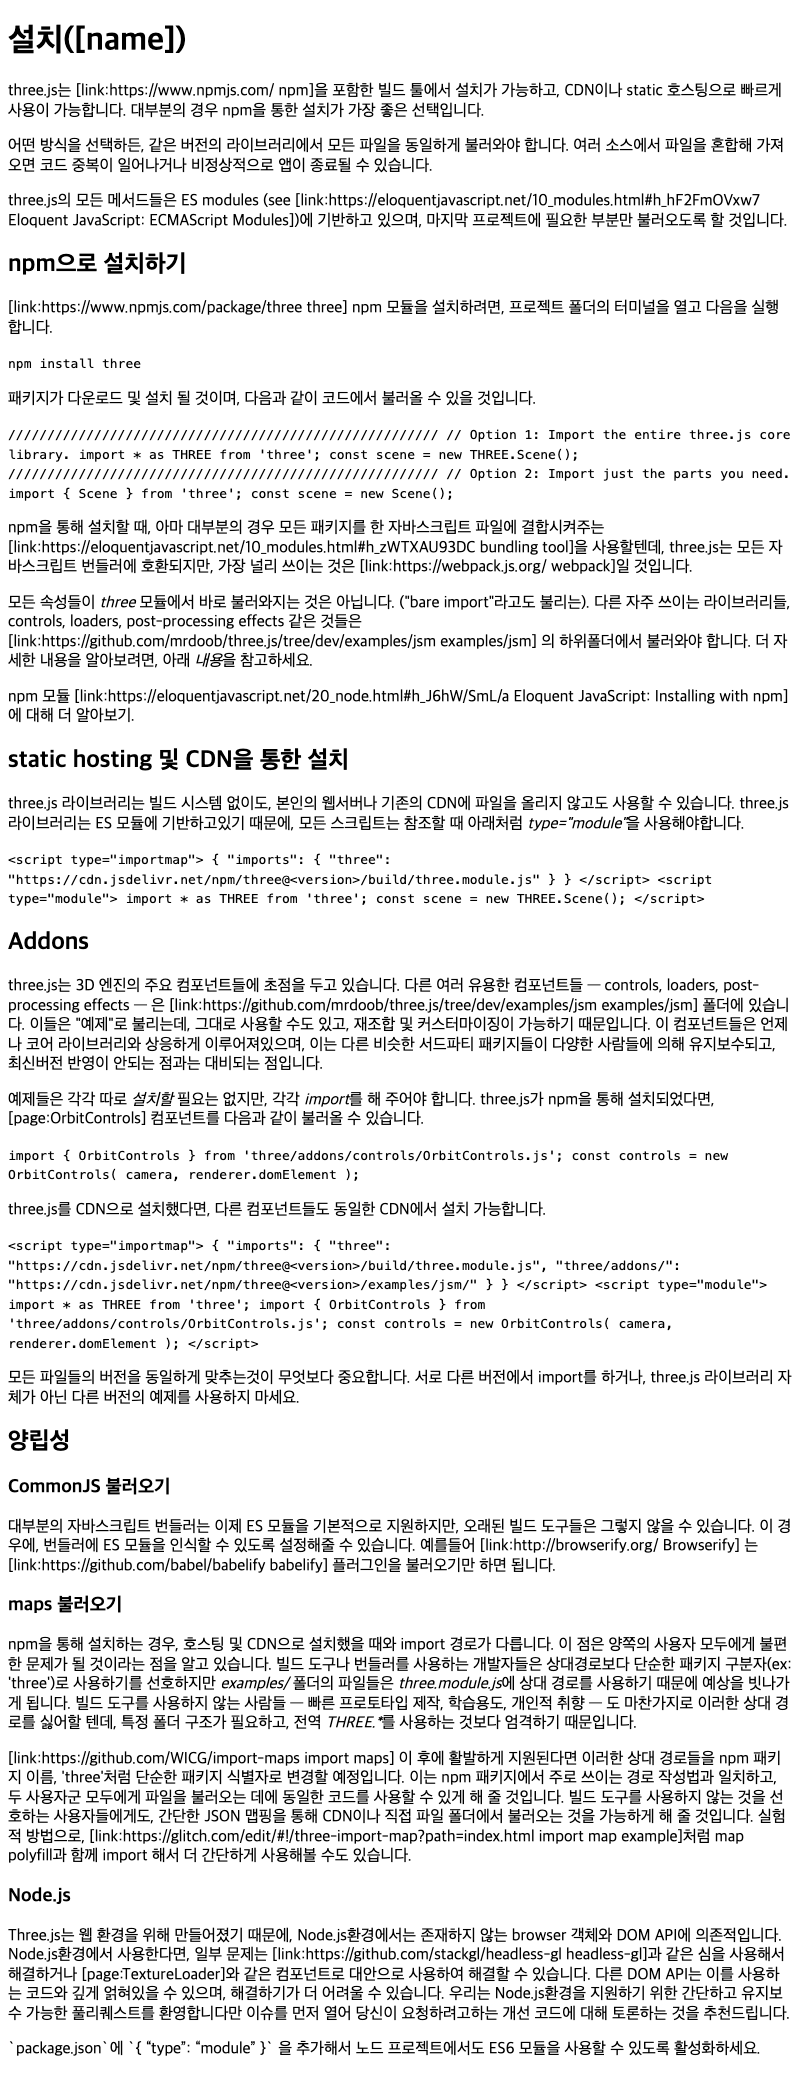 설치([name])
three.js는 [link:https://www.npmjs.com/ npm]을 포함한 빌드 툴에서 설치가 가능하고, CDN이나 static 호스팅으로 빠르게
사용이 가능합니다. 대부분의 경우 npm을 통한 설치가 가장 좋은 선택입니다.
어떤 방식을 선택하든, 같은 버전의 라이브러리에서 모든 파일을 동일하게 불러와야 합니다. 여러 소스에서 파일을 혼합해 가져
오면 코드 중복이 일어나거나 비정상적으로 앱이 종료될 수 있습니다.
three.js의 모든 메서드들은 ES modules (see [link:https://eloquentjavascript.net/10_modules.html#h_hF2FmOVxw7
Eloquent JavaScript: ECMAScript Modules])에 기반하고 있으며, 마지막 프로젝트에 필요한 부분만 불러오도록 할 것입니다.
npm으로 설치하기
[link:https://www.npmjs.com/package/three three] npm 모듈을 설치하려면, 프로젝트 폴더의 터미널을 열고 다음을 실행
합니다.
npm install three
패키지가 다운로드 및 설치 될 것이며, 다음과 같이 코드에서 불러올 수 있을 것입니다.
/////////////////////////////////////////////////////// // Option 1: Import the entire three.js core
library. import * as THREE from 'three'; const scene = new THREE.Scene();
/////////////////////////////////////////////////////// // Option 2: Import just the parts you need.
import { Scene } from 'three'; const scene = new Scene();
npm을 통해 설치할 때, 아마 대부분의 경우 모든 패키지를 한 자바스크립트 파일에 결합시켜주는
[link:https://eloquentjavascript.net/10_modules.html#h_zWTXAU93DC bundling tool]을 사용할텐데, three.js는 모든 자
바스크립트 번들러에 호환되지만, 가장 널리 쓰이는 것은 [link:https://webpack.js.org/ webpack]일 것입니다.
모든 속성들이 three 모듈에서 바로 불러와지는 것은 아닙니다. ("bare import"라고도 불리는). 다른 자주 쓰이는 라이브러리들,
controls, loaders, post-processing effects 같은 것들은
[link:https://github.com/mrdoob/three.js/tree/dev/examples/jsm examples/jsm] 의 하위폴더에서 불러와야 합니다. 더 자
세한 내용을 알아보려면, 아래 내용을 참고하세요.
npm 모듈 [link:https://eloquentjavascript.net/20_node.html#h_J6hW/SmL/a Eloquent JavaScript: Installing with npm]
에 대해 더 알아보기.
static hosting 및 CDN을 통한 설치
three.js 라이브러리는 빌드 시스템 없이도, 본인의 웹서버나 기존의 CDN에 파일을 올리지 않고도 사용할 수 있습니다. three.js
라이브러리는 ES 모듈에 기반하고있기 때문에, 모든 스크립트는 참조할 때 아래처럼 type="module"을 사용해야합니다.
<script type="importmap"> { "imports": { "three":
"https://cdn.jsdelivr.net/npm/three@<version>/build/three.module.js" } } </script> <script
type="module"> import * as THREE from 'three'; const scene = new THREE.Scene(); </script>
Addons
three.js는 3D 엔진의 주요 컴포넌트들에 초점을 두고 있습니다. 다른 여러 유용한 컴포넌트들 — controls, loaders, post-
processing effects — 은 [link:https://github.com/mrdoob/three.js/tree/dev/examples/jsm examples/jsm] 폴더에 있습니
다. 이들은 "예제"로 불리는데, 그대로 사용할 수도 있고, 재조합 및 커스터마이징이 가능하기 때문입니다. 이 컴포넌트들은 언제
나 코어 라이브러리와 상응하게 이루어져있으며, 이는 다른 비슷한 서드파티 패키지들이 다양한 사람들에 의해 유지보수되고,
최신버전 반영이 안되는 점과는 대비되는 점입니다.
예제들은 각각 따로 설치할 필요는 없지만, 각각 import를 해 주어야 합니다. three.js가 npm을 통해 설치되었다면,
[page:OrbitControls] 컴포넌트를 다음과 같이 불러올 수 있습니다.
import { OrbitControls } from 'three/addons/controls/OrbitControls.js'; const controls = new
OrbitControls( camera, renderer.domElement );
three.js를 CDN으로 설치했다면, 다른 컴포넌트들도 동일한 CDN에서 설치 가능합니다.
<script type="importmap"> { "imports": { "three":
"https://cdn.jsdelivr.net/npm/three@<version>/build/three.module.js", "three/addons/":
"https://cdn.jsdelivr.net/npm/three@<version>/examples/jsm/" } } </script> <script type="module">
import * as THREE from 'three'; import { OrbitControls } from
'three/addons/controls/OrbitControls.js'; const controls = new OrbitControls( camera,
renderer.domElement ); </script>
모든 파일들의 버전을 동일하게 맞추는것이 무엇보다 중요합니다. 서로 다른 버전에서 import를 하거나, three.js 라이브러리 자
체가 아닌 다른 버전의 예제를 사용하지 마세요.
양립성
CommonJS 불러오기
대부분의 자바스크립트 번들러는 이제 ES 모듈을 기본적으로 지원하지만, 오래된 빌드 도구들은 그렇지 않을 수 있습니다. 이 경
우에, 번들러에 ES 모듈을 인식할 수 있도록 설정해줄 수 있습니다. 예를들어 [link:http://browserify.org/ Browserify] 는
[link:https://github.com/babel/babelify babelify] 플러그인을 불러오기만 하면 됩니다.
maps 불러오기
npm을 통해 설치하는 경우, 호스팅 및 CDN으로 설치했을 때와 import 경로가 다릅니다. 이 점은 양쪽의 사용자 모두에게 불편
한 문제가 될 것이라는 점을 알고 있습니다. 빌드 도구나 번들러를 사용하는 개발자들은 상대경로보다 단순한 패키지 구분자(ex:
'three')로 사용하기를 선호하지만 examples/ 폴더의 파일들은 three.module.js에 상대 경로를 사용하기 때문에 예상을 빗나가
게 됩니다. 빌드 도구를 사용하지 않는 사람들 — 빠른 프로토타입 제작, 학습용도, 개인적 취향 — 도 마찬가지로 이러한 상대 경
로를 싫어할 텐데, 특정 폴더 구조가 필요하고, 전역 THREE.*를 사용하는 것보다 엄격하기 때문입니다.
[link:https://github.com/WICG/import-maps import maps] 이 후에 활발하게 지원된다면 이러한 상대 경로들을 npm 패키
지 이름, 'three'처럼 단순한 패키지 식별자로 변경할 예정입니다. 이는 npm 패키지에서 주로 쓰이는 경로 작성법과 일치하고,
두 사용자군 모두에게 파일을 불러오는 데에 동일한 코드를 사용할 수 있게 해 줄 것입니다. 빌드 도구를 사용하지 않는 것을 선
호하는 사용자들에게도, 간단한 JSON 맵핑을 통해 CDN이나 직접 파일 폴더에서 불러오는 것을 가능하게 해 줄 것입니다. 실험
적 방법으로, [link:https://glitch.com/edit/#!/three-import-map?path=index.html import map example]처럼 map
polyfill과 함께 import 해서 더 간단하게 사용해볼 수도 있습니다.
Node.js
Three.js는 웹 환경을 위해 만들어졌기 때문에, Node.js환경에서는 존재하지 않는 browser 객체와 DOM API에 의존적입니다.
Node.js환경에서 사용한다면, 일부 문제는 [link:https://github.com/stackgl/headless-gl headless-gl]과 같은 심을 사용해서
해결하거나 [page:TextureLoader]와 같은 컴포넌트로 대안으로 사용하여 해결할 수 있습니다. 다른 DOM API는 이를 사용하
는 코드와 깊게 얽혀있을 수 있으며, 해결하기가 더 어려울 수 있습니다. 우리는 Node.js환경을 지원하기 위한 간단하고 유지보
수 가능한 풀리퀘스트를 환영합니다만 이슈를 먼저 열어 당신이 요청하려고하는 개선 코드에 대해 토론하는 것을 추천드립니다.
`package.json`에 `{ “type”: “module” }` 을 추가해서 노드 프로젝트에서도 ES6 모듈을 사용할 수 있도록 활성화하세요.